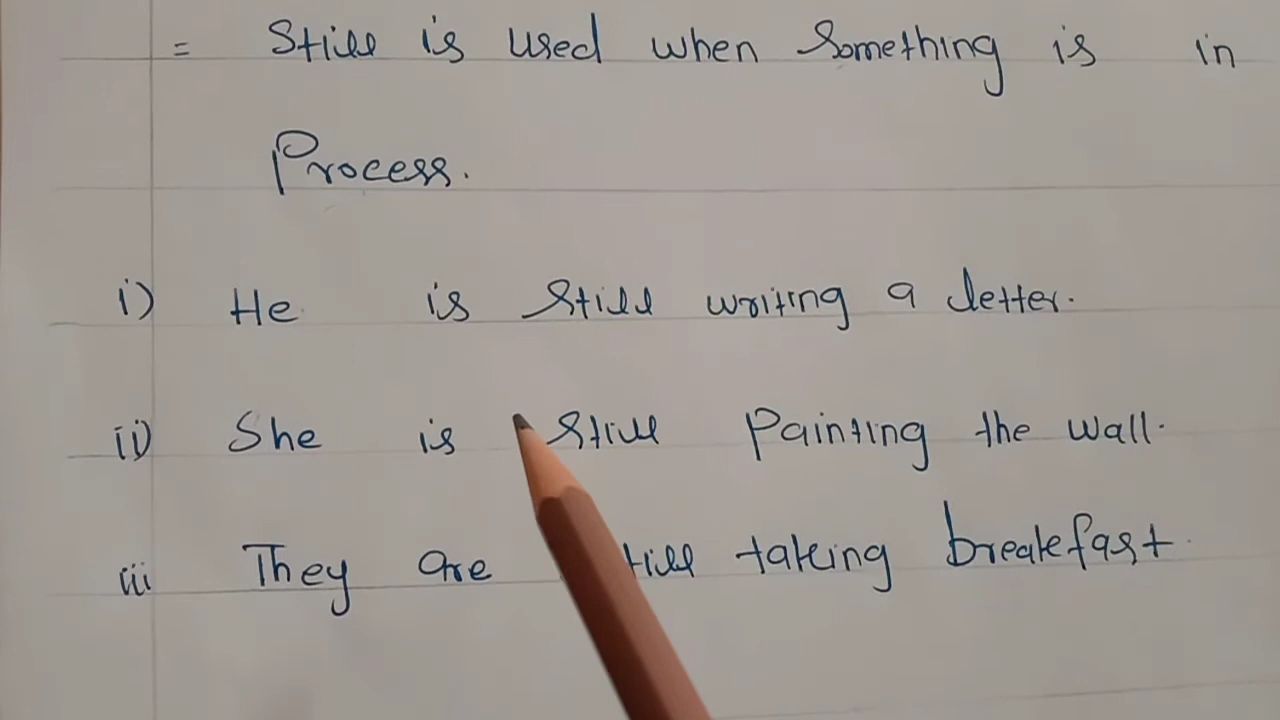 = Still is used when something is in
Process.
i) He is still writing a letter.
ii) She is still Painting the wall.
iii They are still taking breakfast